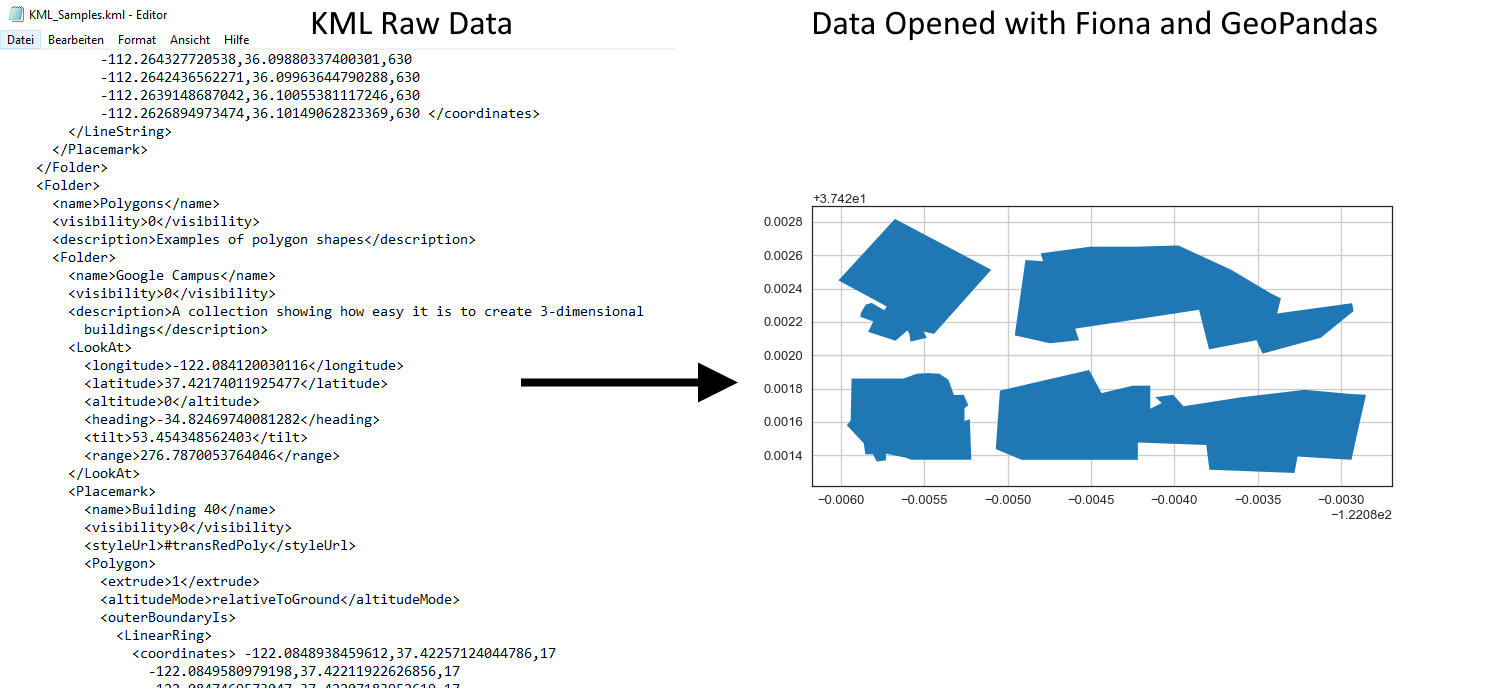 KML_Samples.kml - Editor
KML Raw Data
Data Opened with Fiona and GeoPandas
Datei Bearbeiten Format Ansicht Hilfe
-112.264327720538,36.09880337400301,630
-112.2642436562271,36.09963644790288,630
-112.2639148687042,36.10055381117246,630
-112.2626894973474,36.10149062823369,630 </coordinates>
</LineString>
</Placemark>
</Folder>
<Folder>
<name>Polygons</name>
<visibility>0</visibility>
<description>Examples of polygon shapes</description>
<Folder>
<name>Google Campus</name>
<visibility>0</visibility>
<description>A collection showing how easy it is to create 3-dimensional
buildings</description>
<LookAt>
<longitude>-122.084120030116</longitude>
<latitude>37.42174011925477</latitude>
<altitude>0</altitude>
<heading>-34.82469740081282</heading>
<tilt>53.454348562403</tilt>
<range>276.7870053764046</range>
</LookAt>
<Placemark>
<name>Building 40</name>
<visibility>0</visibility>
<styleUrl>#transRedPoly</styleUrl>
<Polygon>
<extrude>1</extrude>
<altitudeMode>relativeToGround</altitudeMode>
<outerBoundaryIs>
<LinearRing>
<coordinates> -122.0848938459612,37.42257124044786,17
-122.0849580979198,37.42211922626856,17
-122.0847469573047,37.42207183952619,17
+3.742e1
0.0028
0.0026
0.0024
0.0022
0.0020
0.0018
0.0016
0.0014
−0.0060 −0.0055 −0.0050 −0.0045 −0.0040 −0.0035 −0.0030
−1.2208e2